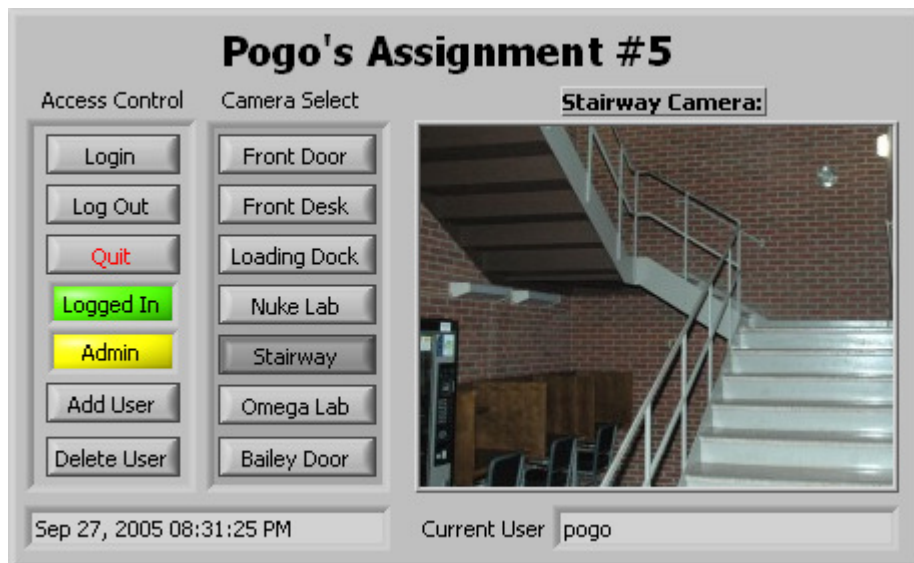 Pogo's Assignment #5
Access Control
Login
Log Out
Quit
Logged In
Admin
Add User
Delete User
Camera Select
Front Door
Front Desk
Loading Dock
Nuke Lab
Stairway
Omega Lab
Bailey Door
Stairway Camera:
Sep 27, 2005 08:31:25 PM
Current User pogo